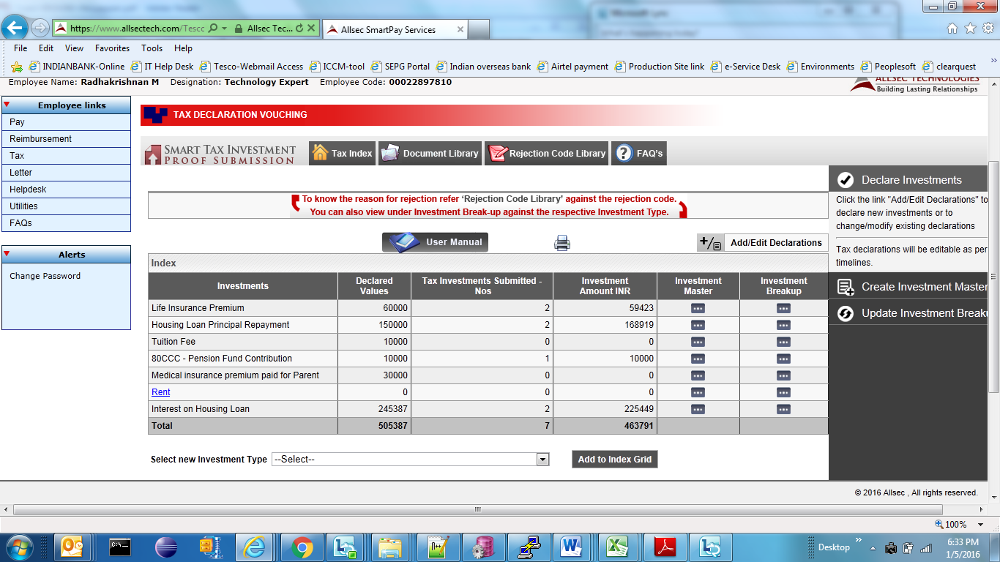 https://www.allsectech.com/Tesco
Allsec Tec...
Allsec SmartPay Services
File Edit View Favorites Tools Help
INDIANBANK-Online IT Help Desk Tesco-Webmail Access ICCM-tool SEPG Portal Indian overseas bank Airtel payment Production Site link e-Service Desk Environments Peoplesoft clearquest
Employee Name: Radhakrishnan M Designation: Technology Expert Employee Code: 00022897810
ALLSEC TECHNOLOGIES
Building Lasting Relationships
Employee links
Pay
Reimbursement
Tax
Letter
Helpdesk
Utilities
FAQs
Alerts
Change Password
TAX DECLARATION VOUCHING
SMART TAX INVESTMENT
PROOF SUBMISSION
Tax Index Document Library Rejection Code Library FAQ's
To know the reason for rejection refer ‘Rejection Code Library’ against the rejection code.
You can also view under Investment Break-up against the respective Investment Type.
User Manual
+/ Add/Edit Declarations
Index
Investments Declared Values Tax Investments Submitted - Nos Investment Amount INR Investment Master Investment Breakup
Life Insurance Premium 60000 2 59423
Housing Loan Principal Repayment 150000 2 168919
Tuition Fee 10000 0 0
80CCC - Pension Fund Contribution 10000 1 10000
Medical insurance premium paid for Parent 30000 0 0
Rent 0 0 0
Interest on Housing Loan 245387 2 225449
Total 505387 7 463791
Select new Investment Type --Select-- Add to Index Grid
Declare Investments
Click the link "Add/Edit Declarations" to
declare new investments or to
change/modify existing declarations
Tax declarations will be editable as per
timelines.
Create Investment Master
Update Investment Breaku
© 2016 Allsec , All rights reserved.
100%
Desktop
6:33 PM
1/5/2016